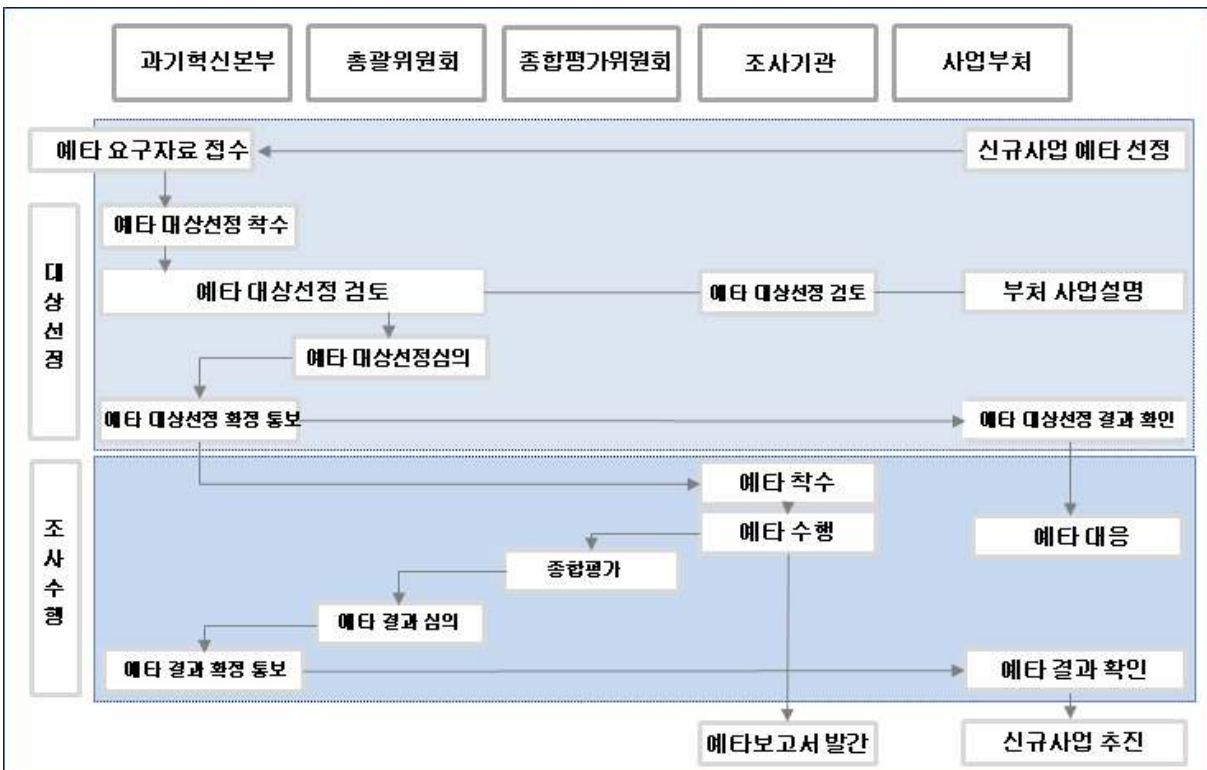 과기혁신본부
총괄위원회
종합평가위원회
조사기관
사업부처
예타 요구자료 접수
신규사업 예타 선정
대상선정
예타 대상선정 착수
예타 대상선정 검토
예타 대상선정 검토
부처 사업설명
예타 대상선정심의
예타 대상선정 확정 통보
예타 대상선정 결과 확인
조사수행
예타 착수
예타 수행
예타 대응
종합평가
예타 결과 심의
예타 결과 확정 통보
예타 결과 확인
예타보고서 발간
신규사업 추진